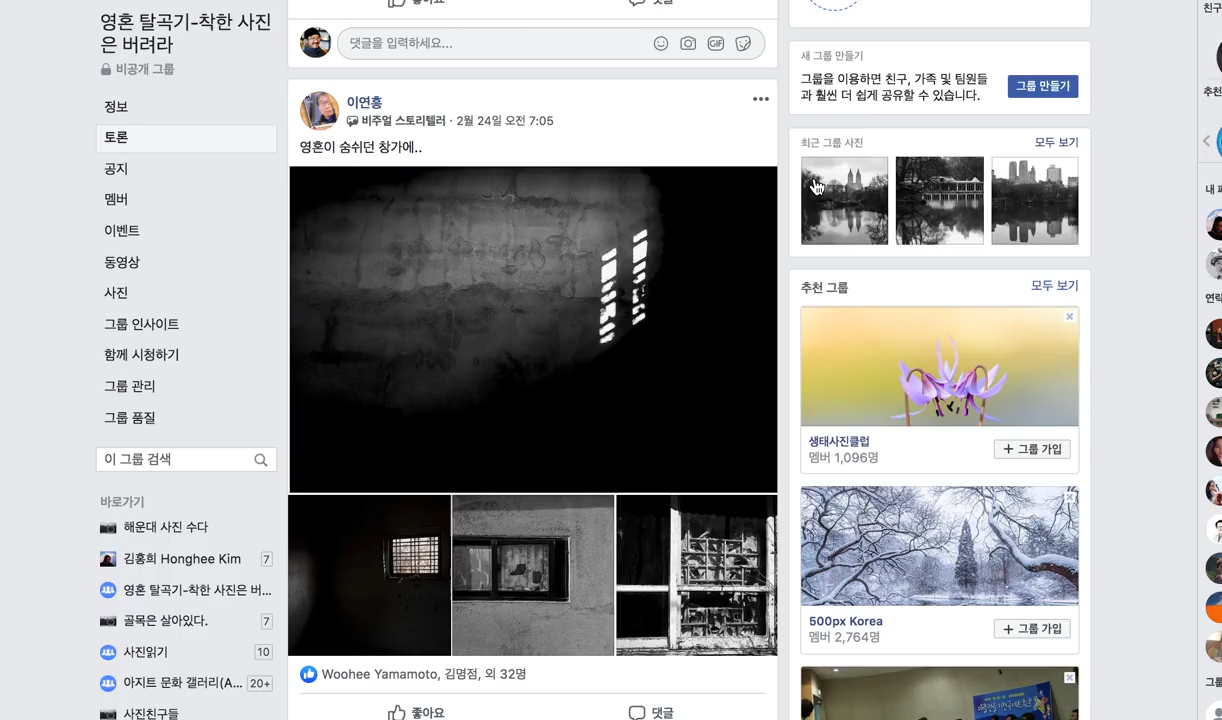 영혼 탈곡기-착한 사진
은 버려라
비공개 그룹
정보
토론
공지
멤버
이벤트
동영상
사진
그룹 인사이트
함께 시청하기
그룹 관리
그룹 품질
이 그룹 검색
바로가기
해운대 사진 수다
김홍희 Honghee Kim 7
영혼 탈곡기-착한 사진은 버...
골목은 살아있다. 7
사진읽기 10
아지트 문화 갤러리(A... 20+
사진친구들
좋아요 댓글
댓글을 입력하세요...
GIF
이연흥
비주얼 스토리텔러 · 2월 24일 오전 7:05
영혼이 숨쉬던 창가에..
Woohee Yamamoto, 김명점, 외 32명
좋아요 댓글
새 그룹 만들기
그룹을 이용하면 친구, 가족 및 팀원들
과 훨씬 더 쉽게 공유할 수 있습니다.
그룹 만들기
최근 그룹 사진 모두 보기
추천 그룹 모두 보기
생태사진클럽
멤버 1,096명
+ 그룹 가입
500px Korea
멤버 2,764명
+ 그룹 가입
친구
추천
내 페
연락
그룹